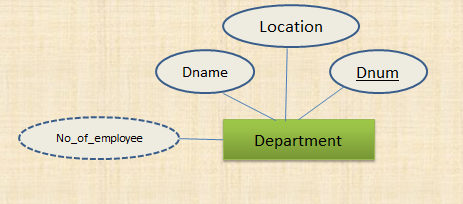 Location
Dname
Dnum
No_of_employee
Department